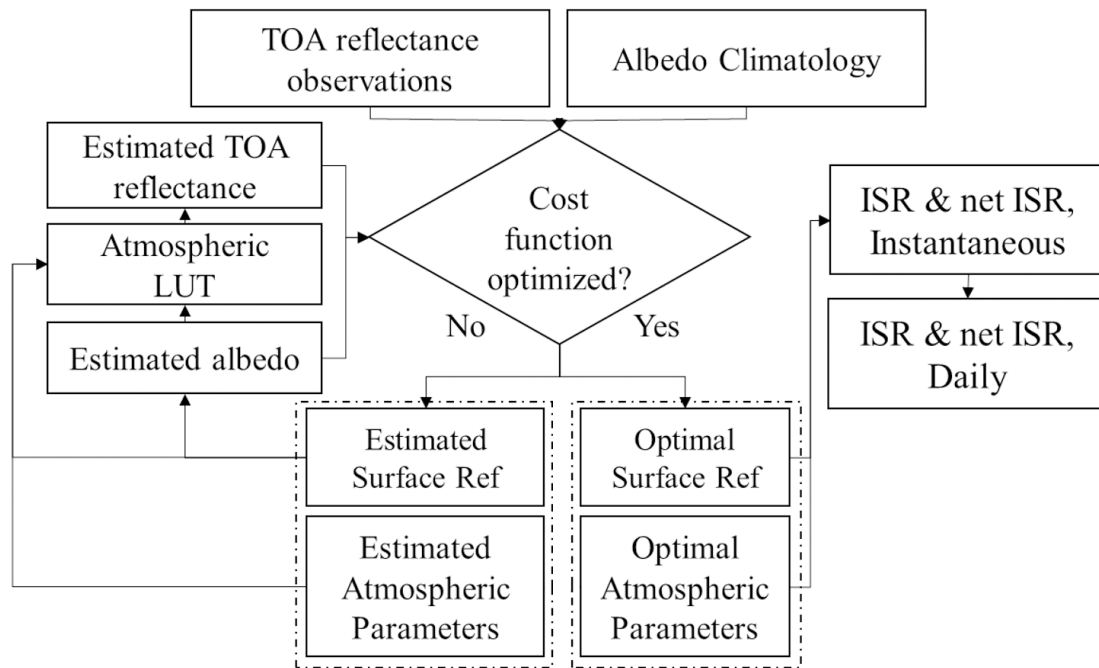 TOA reflectance
observations
Albedo Climatology
Estimated TOA
reflectance
Atmospheric
LUT
Estimated albedo
Cost
function
optimized?
No
Yes
ISR & net ISR,
Instantaneous
ISR & net ISR,
Daily
Estimated
Surface Ref
Optimal
Surface Ref
Estimated
Atmospheric
Parameters
Optimal
Atmospheric
Parameters